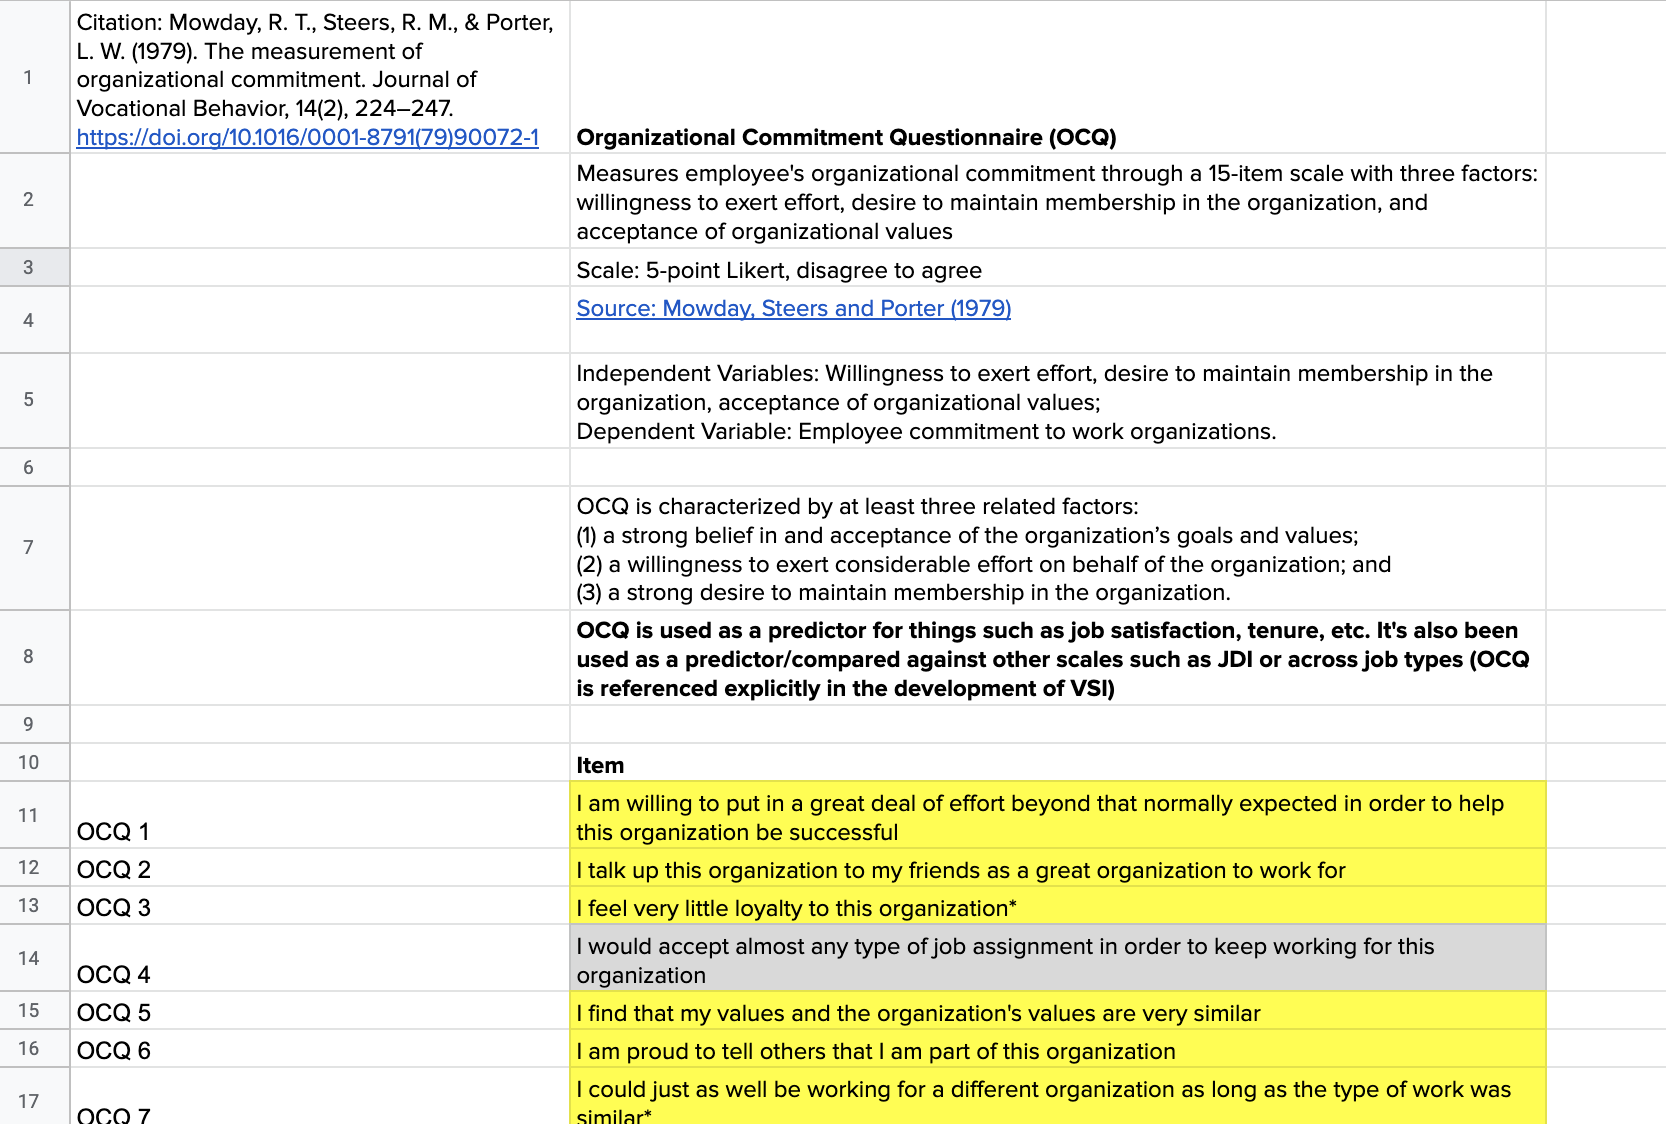 1
Citation: Mowday, R. T., Steers, R. M., & Porter,
L. W. (1979). The measurement of
organizational commitment. Journal of
Vocational Behavior, 14(2), 224–247.
https://doi.org/10.1016/0001-8791(79)90072-1
Organizational Commitment Questionnaire (OCQ)
2
Measures employee's organizational commitment through a 15-item scale with three factors:
willingness to exert effort, desire to maintain membership in the organization, and
acceptance of organizational values
3
Scale: 5-point Likert, disagree to agree
4
Source: Mowday, Steers and Porter (1979)
5
Independent Variables: Willingness to exert effort, desire to maintain membership in the
organization, acceptance of organizational values;
Dependent Variable: Employee commitment to work organizations.
6
7
OCQ is characterized by at least three related factors:
(1) a strong belief in and acceptance of the organization’s goals and values;
(2) a willingness to exert considerable effort on behalf of the organization; and
(3) a strong desire to maintain membership in the organization.
8
OCQ is used as a predictor for things such as job satisfaction, tenure, etc. It's also been
used as a predictor/compared against other scales such as JDI or across job types (OCQ
is referenced explicitly in the development of VSI)
9
10
Item
11
OCQ 1
I am willing to put in a great deal of effort beyond that normally expected in order to help
this organization be successful
12
OCQ 2
I talk up this organization to my friends as a great organization to work for
13
OCQ 3
I feel very little loyalty to this organization*
14
OCQ 4
I would accept almost any type of job assignment in order to keep working for this
organization
15
OCQ 5
I find that my values and the organization's values are very similar
16
OCQ 6
I am proud to tell others that I am part of this organization
17
OCQ 7
I could just as well be working for a different organization as long as the type of work was
similar*